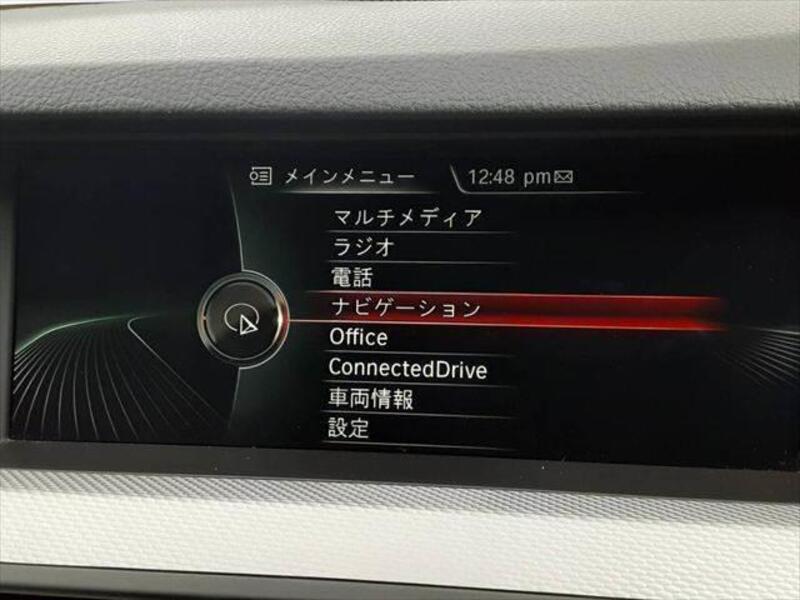 メインメニュー 12:48 pm
マルチメディア
ラジオ
電話
ナビゲーション
Office
ConnectedDrive
車両情報
設定